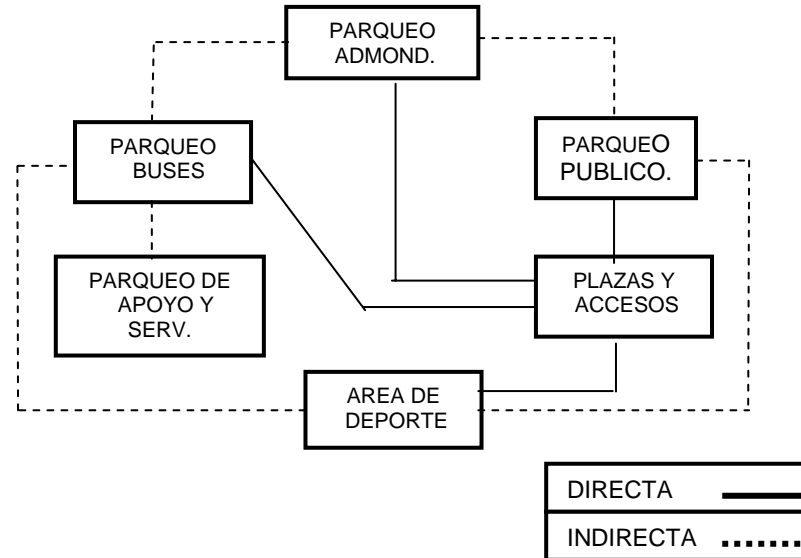 PARQUEO
ADMOND.
PARQUEO
BUSES
PARQUEO
PUBLICO.
PARQUEO DE
APOYO Y
SERV.
PLAZAS Y
ACCESOS
AREA DE
DEPORTE
DIRECTA
INDIRECTA